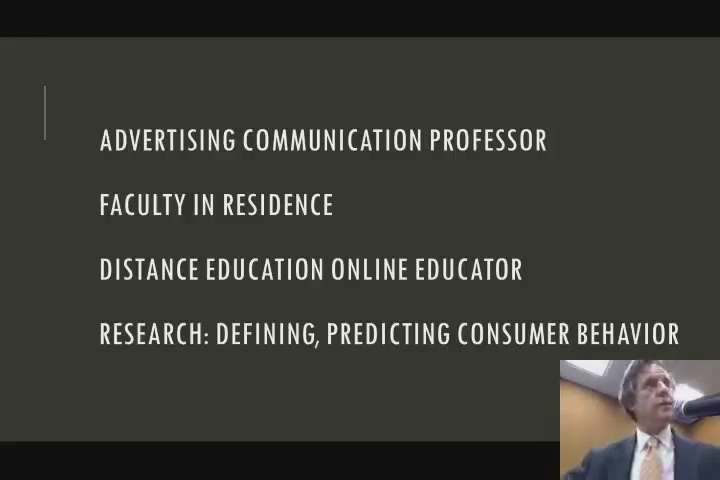 ADVERTISING COMMUNICATION PROFESSOR
FACULTY IN RESIDENCE
DISTANCE EDUCATION ONLINE EDUCATOR
RESEARCH: DEFINING, PREDICTING CONSUMER BEHAVIOR